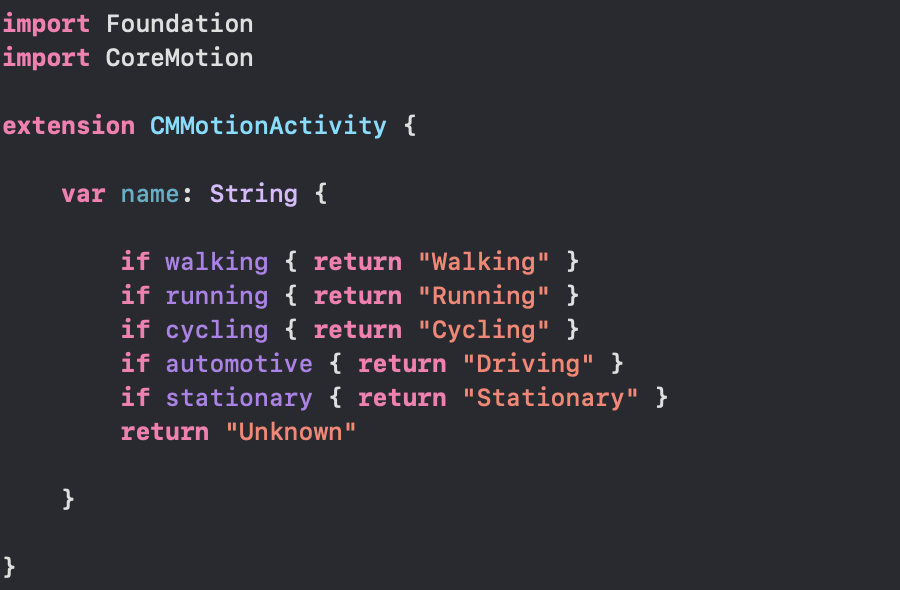 import Foundation
import CoreMotion
extension CMMotionActivity {
var name: String {
if walking { return "Walking" }
if running { return "Running" }
if cycling { return "Cycling" }
if automotive { return "Driving" }
if stationary { return "Stationary" }
return "Unknown"
}
}